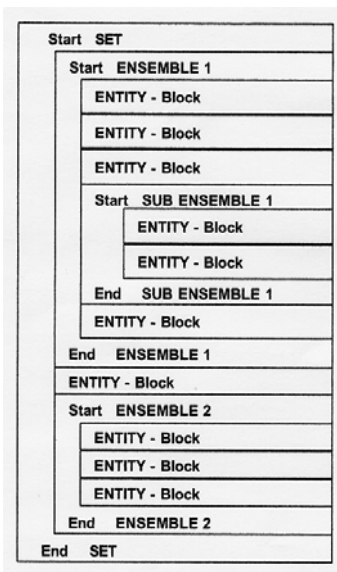 Start SET
Start ENSEMBLE 1
ENTITY - Block
ENTITY - Block
ENTITY - Block
Start SUB ENSEMBLE 1
ENTITY - Block
ENTITY - Block
End SUB ENSEMBLE 1
ENTITY - Block
End ENSEMBLE 1
ENTITY - Block
Start ENSEMBLE 2
ENTITY - Block
ENTITY - Block
ENTITY - Block
End ENSEMBLE 2
End SET